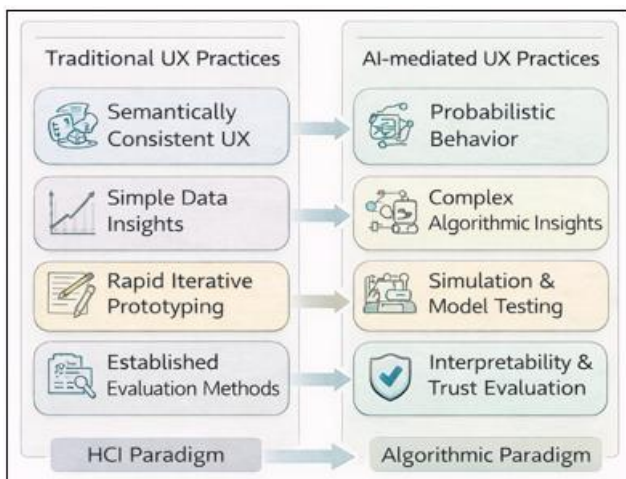 Traditional UX Practices
AI-mediated UX Practices
Semantically
Consistent UX
Probabilistic
Behavior
Simple Data
Insights
Complex
Algorithmic Insights
Rapid Iterative
Prototyping
Simulation &
Model Testing
Established
Evaluation Methods
Interpretability &
Trust Evaluation
HCI Paradigm
Algorithmic Paradigm